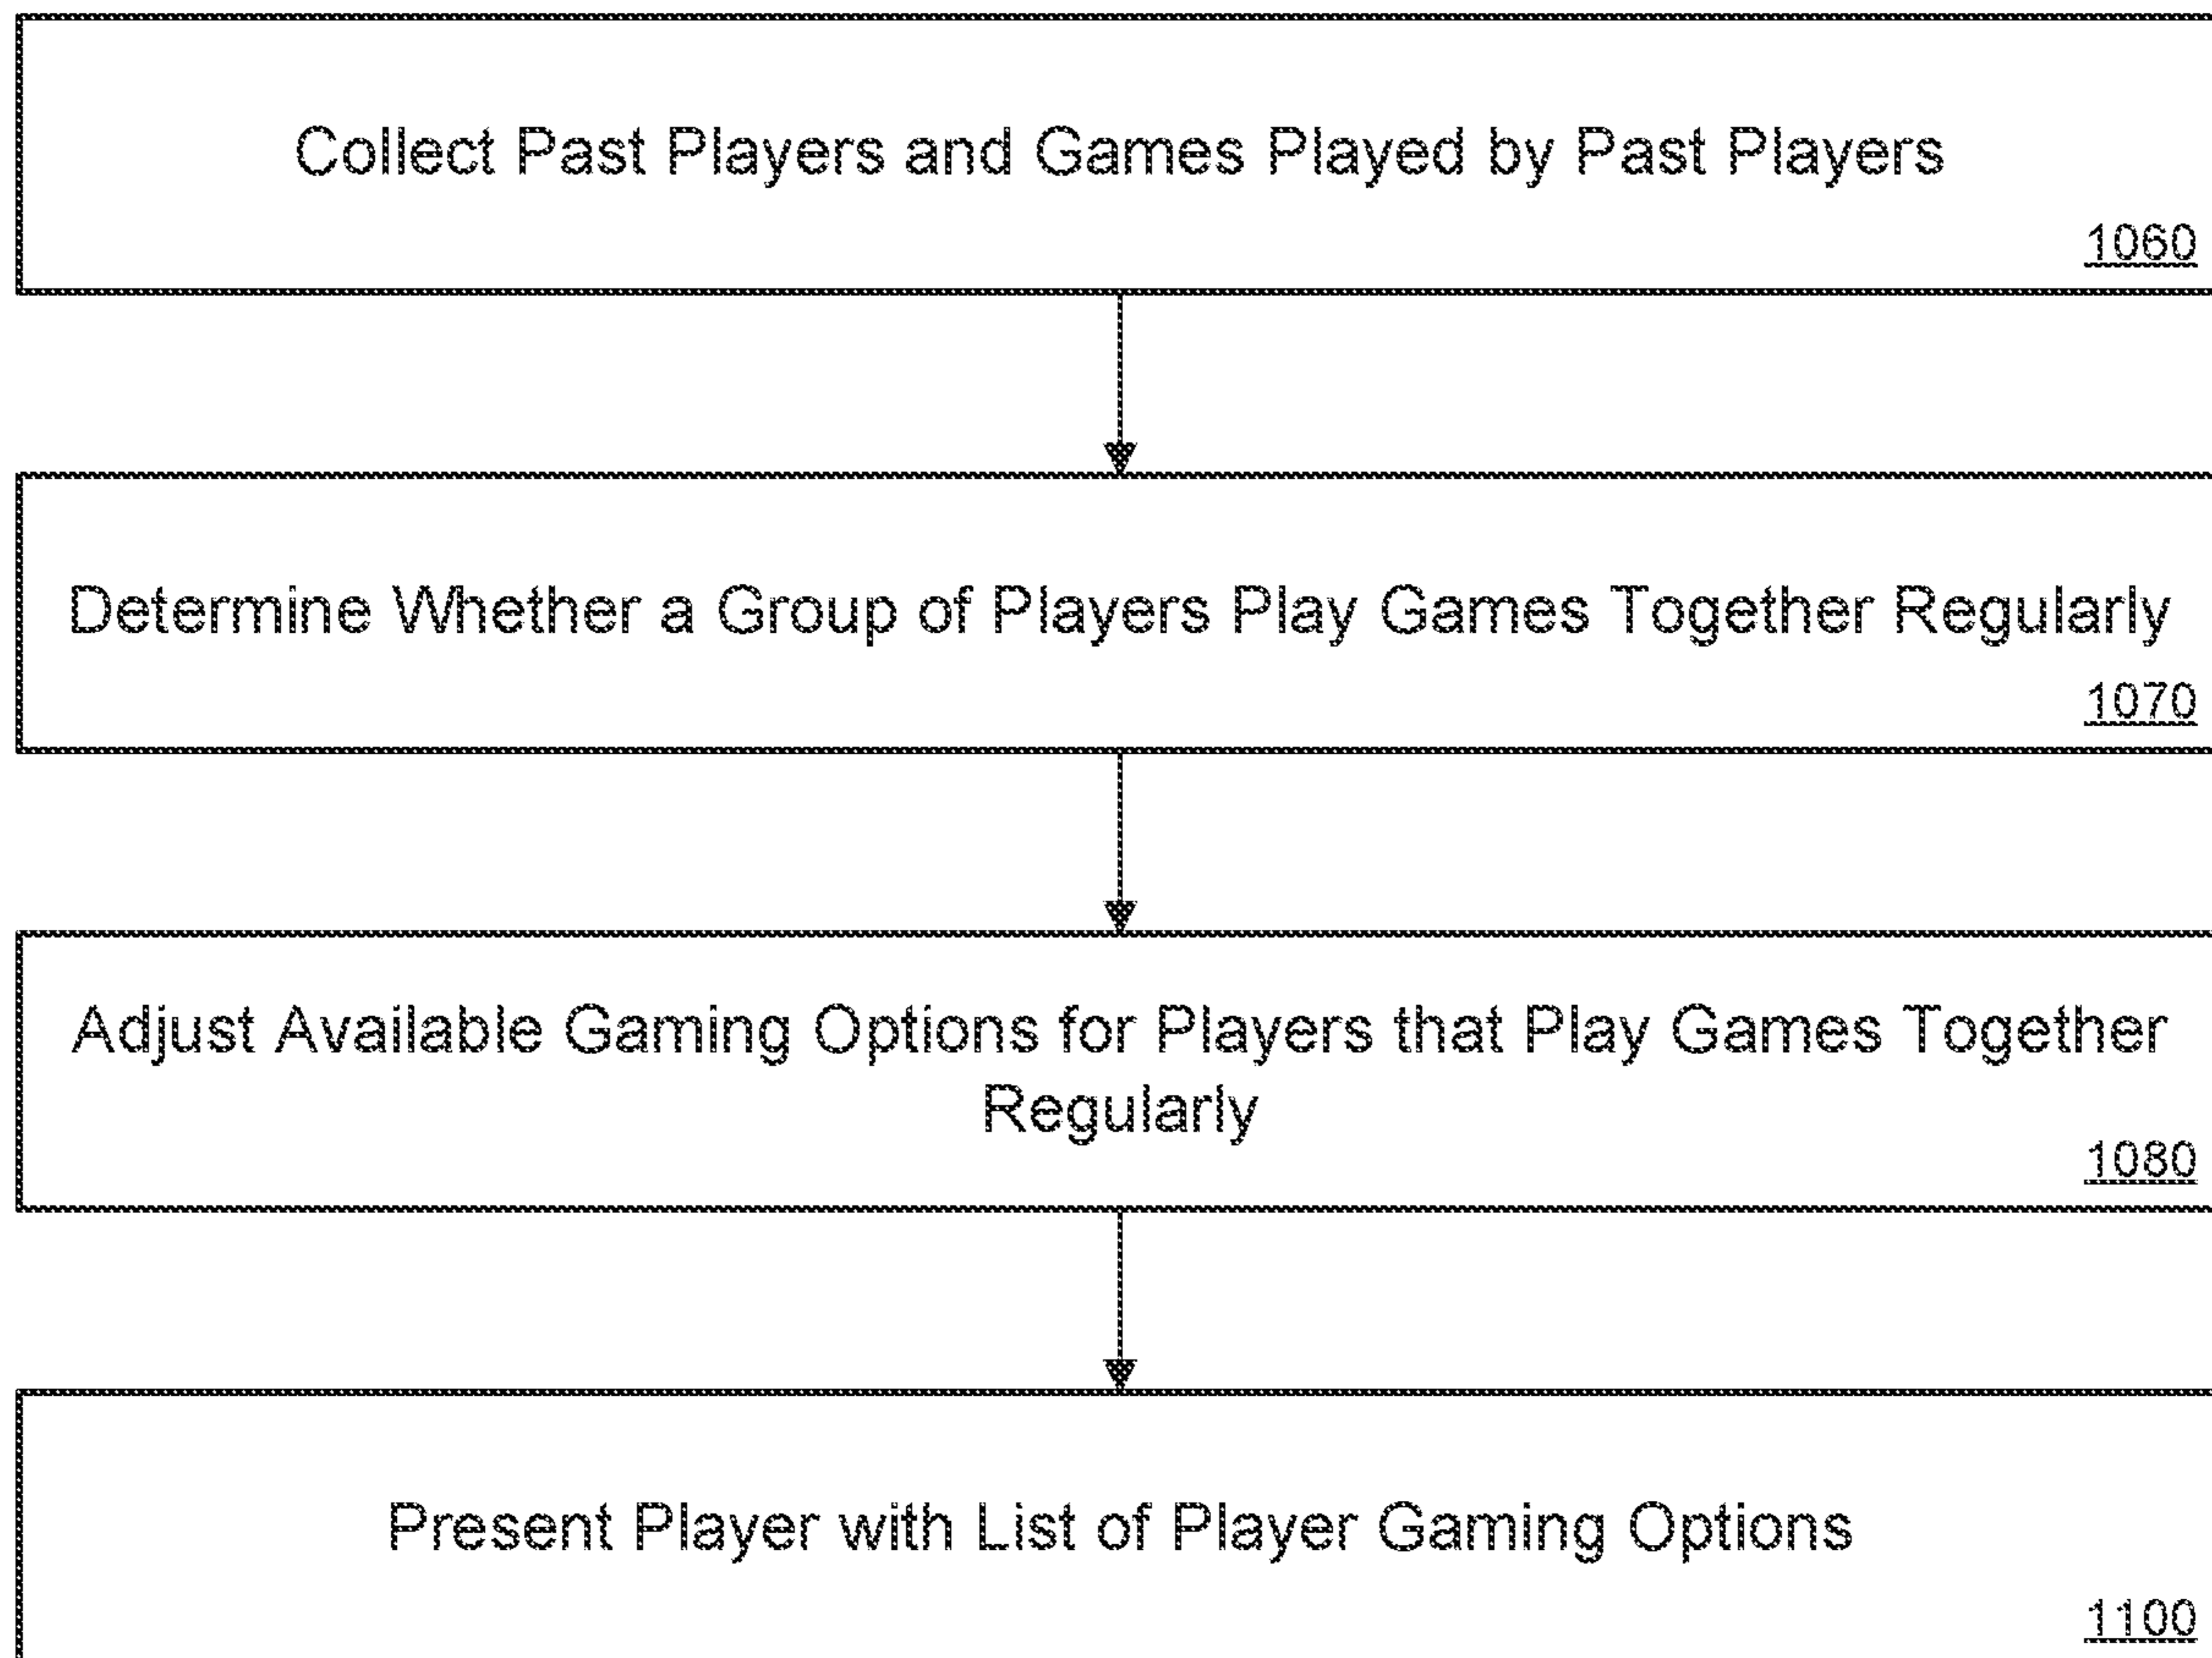 Collect Past Players and Games Played by Past Players
1060
Determine Whether a Group of Players Play Games Together Regularly
1070
Adjust Available Gaming Options for Players that Play Games Together
Regularly
1080
Present Player with List of Player Gaming Options
1100